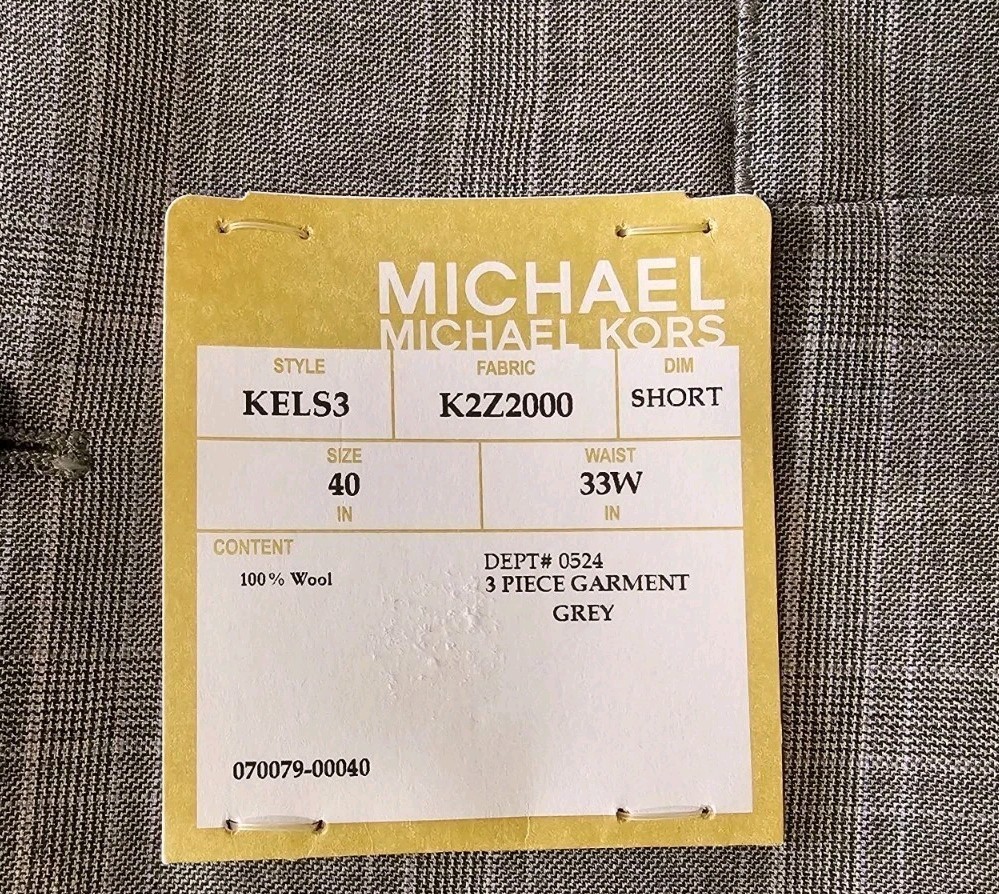 MICHAEL
MICHAEL KORS
STYLE FABRIC DIM
KELS3 K2Z2000 SHORT
SIZE WAIST
40 33W
IN IN
CONTENT
100% Wool
DEPT# 0524
3 PIECE GARMENT
GREY
070079-00040